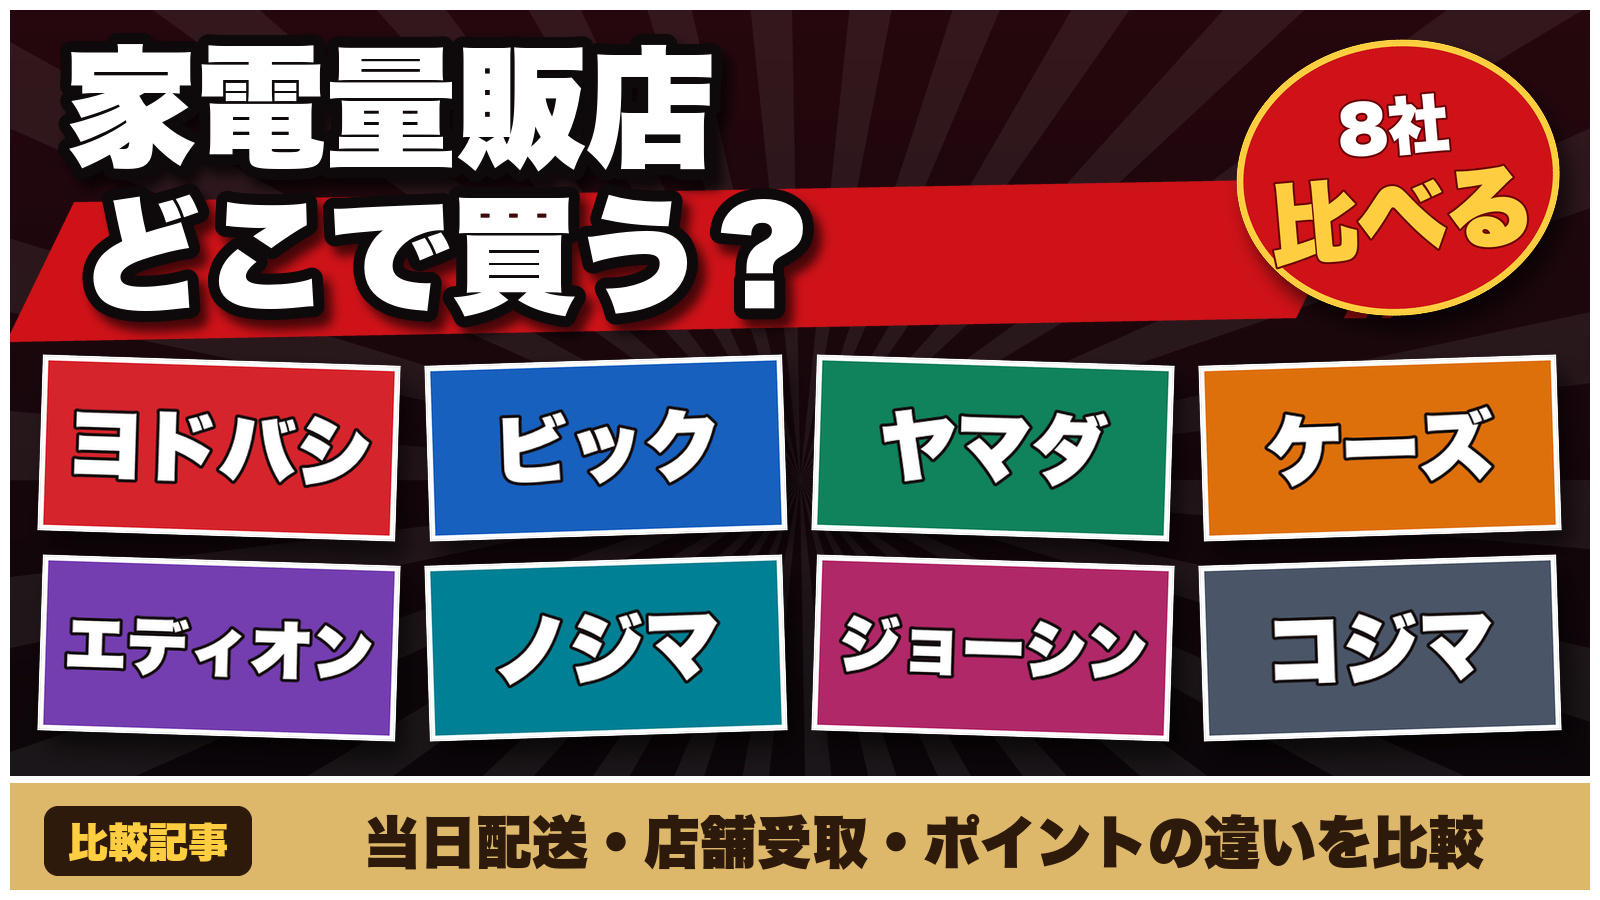 家電量販店
どこで買う？
8社
比べる
ヨドバシ
ビック
ヤマダ
ケーズ
エディオン
ノジマ
ジョーシン
コジマ
比較記事
当日配送・店舗受取・ポイントの違いを比較